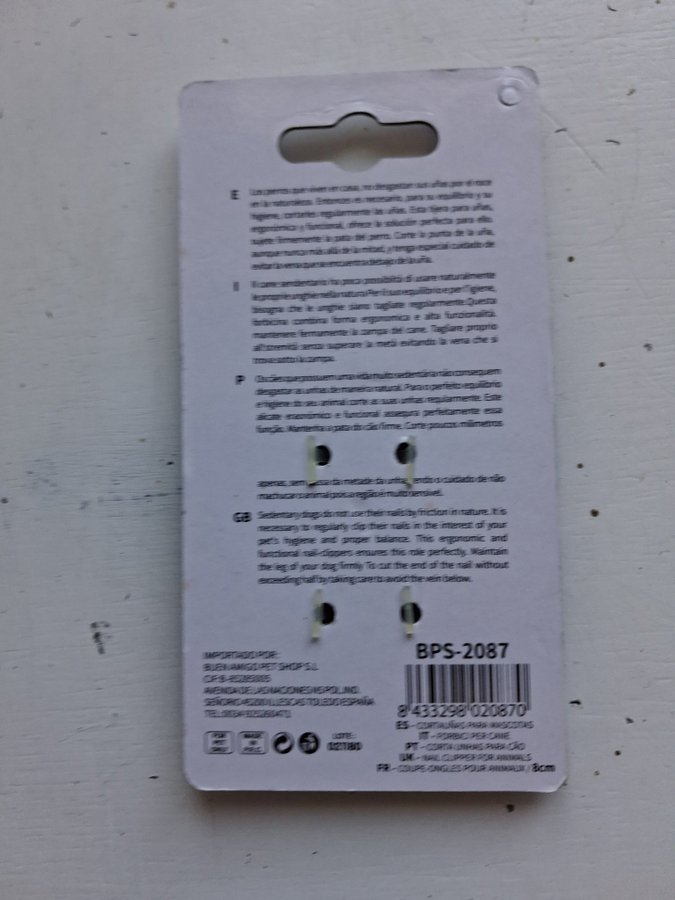 E Los perros que viven en casa, no desgastan sus uñas por el roce
en la naturaleza. Entonces es necesario, para su equilibrio y su
higiene, cortarles regularmente las uñas. Esta tijera para uñas,
ergonómica y funcional, ofrece la solución perfecta para ello.
sujete firmemente la pata del perro. Corte la punta de la uña,
aunque nunca más allá de la mitad, y tenga especial cuidado de
evitar la vena que se encuentra debajo de la uña.
I Il cane sendentario ha poca possibilità di usare naturalmente
le proprie unghie nella natura Per il suo equilibrio e per l'igiene,
bisogna che le unghie siano tagliate regolarmente. Questa
forbicina combina forma ergonomica e alta funzionalità.
mantenere fermamente la zampa del cane. Tagliare proprio
all'estremità senza superare la metà evitando la vena che si
trova sotto la zampa.
P Os cães que possuem uma vida muito sedentária não conseguem
desgastar as unhas de maneira natural. Para o perfeito equilíbrio
e higiene do seu animal corte as suas unhas regularmente. Este
alicate ergonómico e funcional assegura perfeitamente essa
função. Mantenha a pata do cão firme. Corte poucos milímetros
apenas, sem da metade da unha, tendo o cuidado de não
machucar o animal pois a região é muito sensível.
GB Sedentary dogs do not use their nails by friction in nature. It is
necessary to regularly clip their nails in the interest of your
pet's hygiene and proper balance. This ergonomic and
functional nail-clippers ensures this role perfectly. Maintain
the leg of your dog firmly To cut the end of the nail without
exceeding half by taking care to avoid the vein below.
IMPORTADO POR:
BUEN AMIGO PET SHOP S.L
AVENIDA DE LAS NACIONES
SEÑORIO ILLESCAS TOLEDO ESPAÑA
FOR PET ONLY
MADE IN P.R.C.
LOTE:
02180
BPS-2087
8 433298 020870
ES - CORTAUÑAS PARA MASCOTAS
IT - FORBICI PER CANE
PT - CORTA UNHAS PARA CÃO
UK - NAIL CLIPPER FOR ANIMALS
FR - COUPE-ONGLES POUR ANIMAUX / 8cm